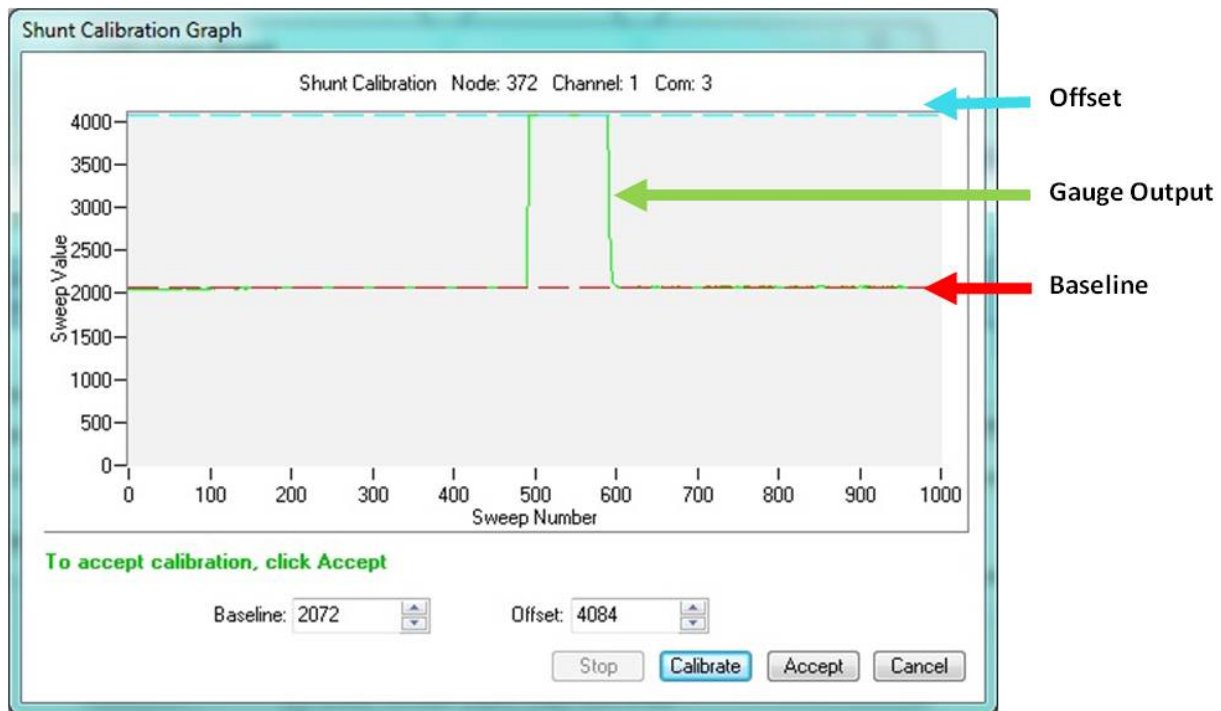 Shunt Calibration Graph
Shunt Calibration Node: 372 Channel: 1 Com: 3
Offset
Gauge Output
Baseline
Sweep Value
4000
3500
3000
2500
2000
1500
1000
500
0
0 100 200 300 400 500 600 700 800 900 1000
Sweep Number
To accept calibration, click Accept
Baseline: 2072 Offset: 4084
Stop Calibrate Accept Cancel